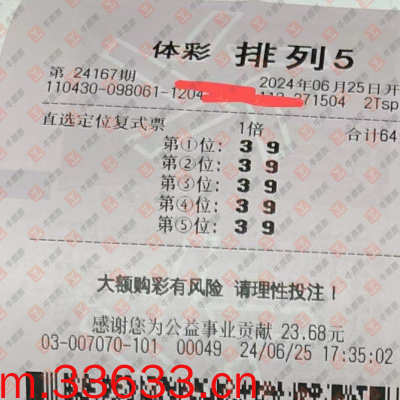 体彩 排列5
第 24167期 2024年06月25日开
110430-098061-1204 271504 2Tsp
直选定位复式票 1倍 合计64
第①位：3 9
第②位：3 9
第③位：3 9
第④位：3 9
第⑤位：3 9
大额购彩有风险 请理性投注！
感谢您为公益事业贡献 23.68元
03-007070-101 00049 24/06/25 17:35:02
m.33633.cn